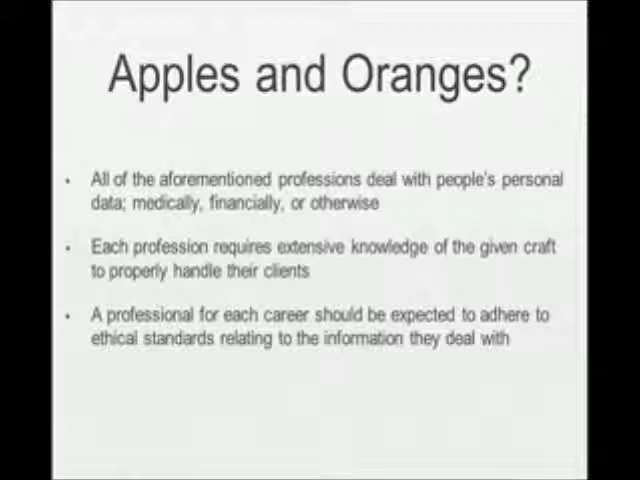 Apples and Oranges?
All of the aforementioned professions deal with people's personal
data; medically, financially, or otherwise
Each profession requires extensive knowledge of the given craft
to properly handle their clients
A professional for each career should be expected to adhere to
ethical standards relating to the information they deal with